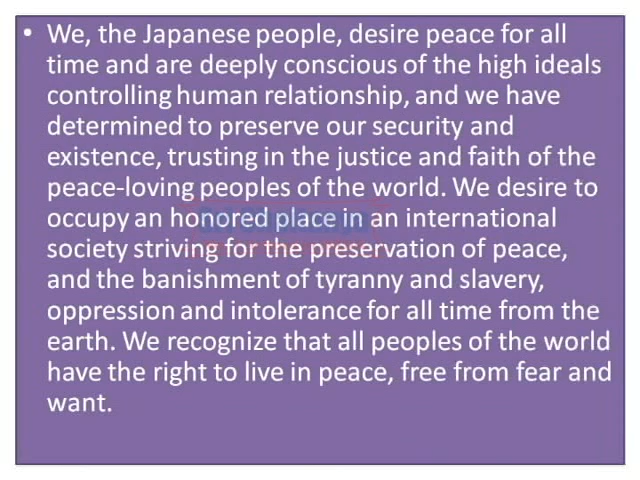 • We, the Japanese people, desire peace for all
time and are deeply conscious of the high ideals
controlling human relationship, and we have
determined to preserve our security and
existence, trusting in the justice and faith of the
peace-loving peoples of the world. We desire to
occupy an honored place in an international
society striving for the preservation of peace,
and the banishment of tyranny and slavery,
oppression and intolerance for all time from the
earth. We recognize that all peoples of the world
have the right to live in peace, free from fear and
want.